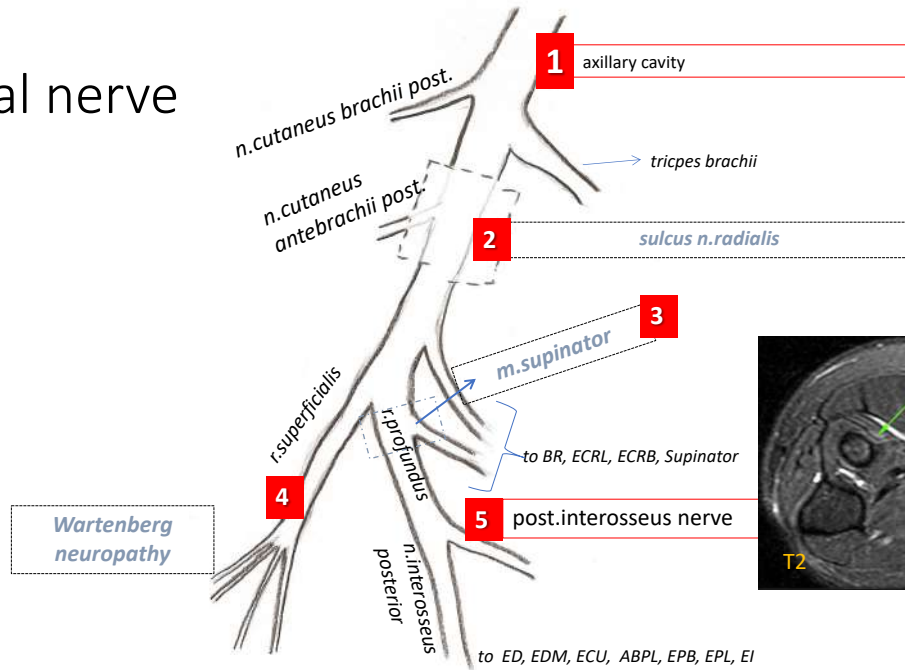 al nerve
1
axillary cavity
n.cutaneus brachii post.
tricpes brachii
n.cutaneus
antebrachii post.
2
sulcus n.radialis
3
m.supinator
r.superficialis
r.profundus
to BR, ECRL, ECRB, Supinator
4
5
post.interosseus nerve
Wartenberg
neuropathy
n.interosseus
posterior
T2
to ED, EDM, ECU, ABPL, EPB, EPL, EI